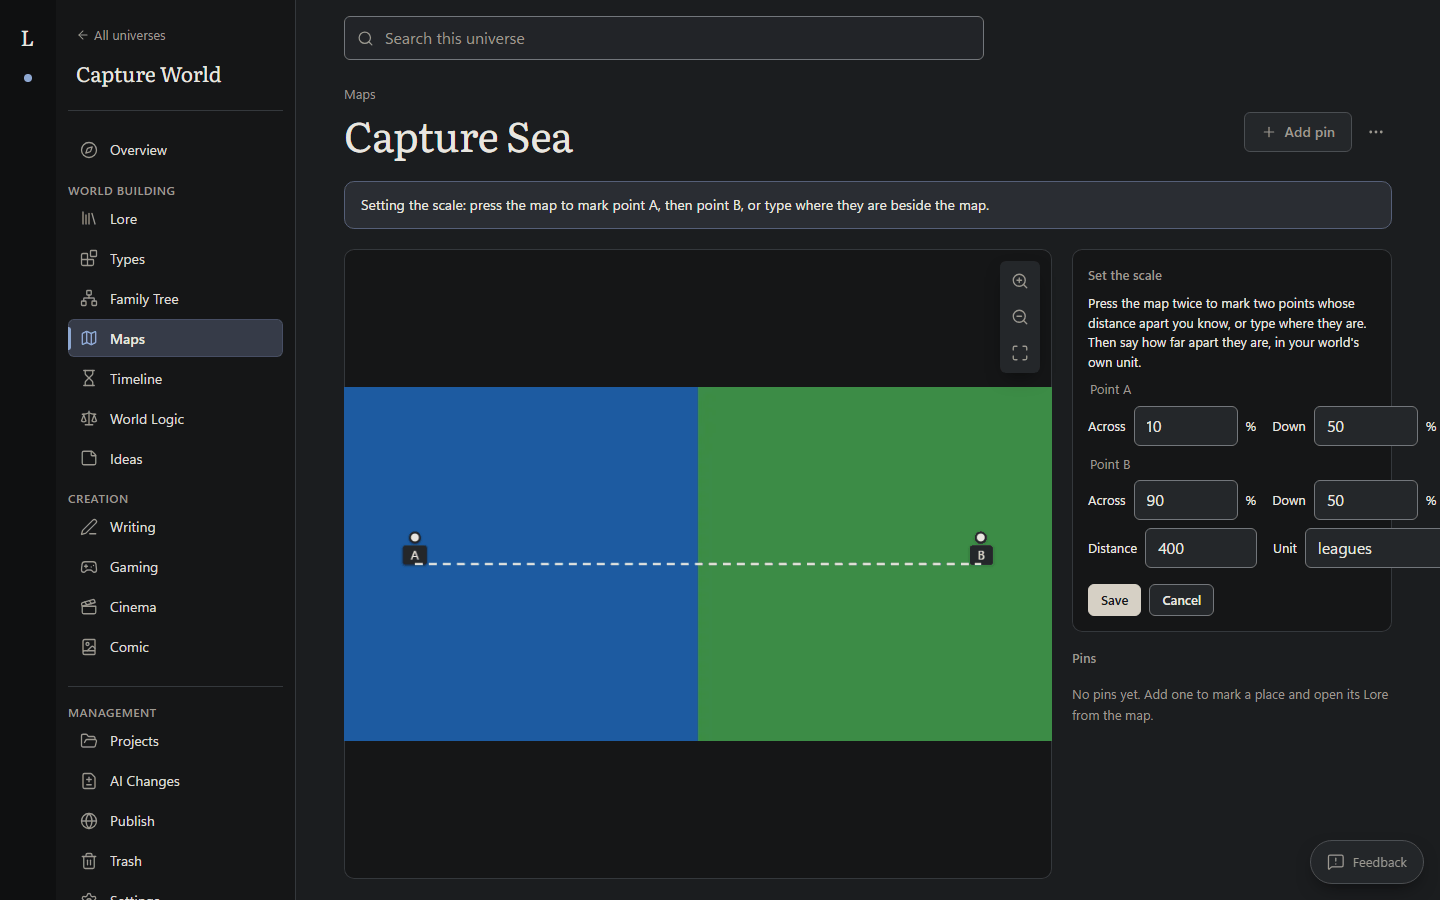 L
All universes
Capture World
Overview
WORLD BUILDING
Lore
Types
Family Tree
Maps
Timeline
World Logic
Ideas
CREATION
Writing
Gaming
Cinema
Comic
MANAGEMENT
Projects
AI Changes
Publish
Trash
Settings
Search this universe
Maps
Capture Sea
Add pin
Setting the scale: press the map to mark point A, then point B, or type where they are beside the map.
A
B
Set the scale
Press the map twice to mark two points whose
distance apart you know, or type where they are.
Then say how far apart they are, in your world's
own unit.
Point A
Across 10 % Down 50 %
Point B
Across 90 % Down 50 %
Distance 400 Unit leagues
Save Cancel
Pins
No pins yet. Add one to mark a place and open its Lore
from the map.
Feedback